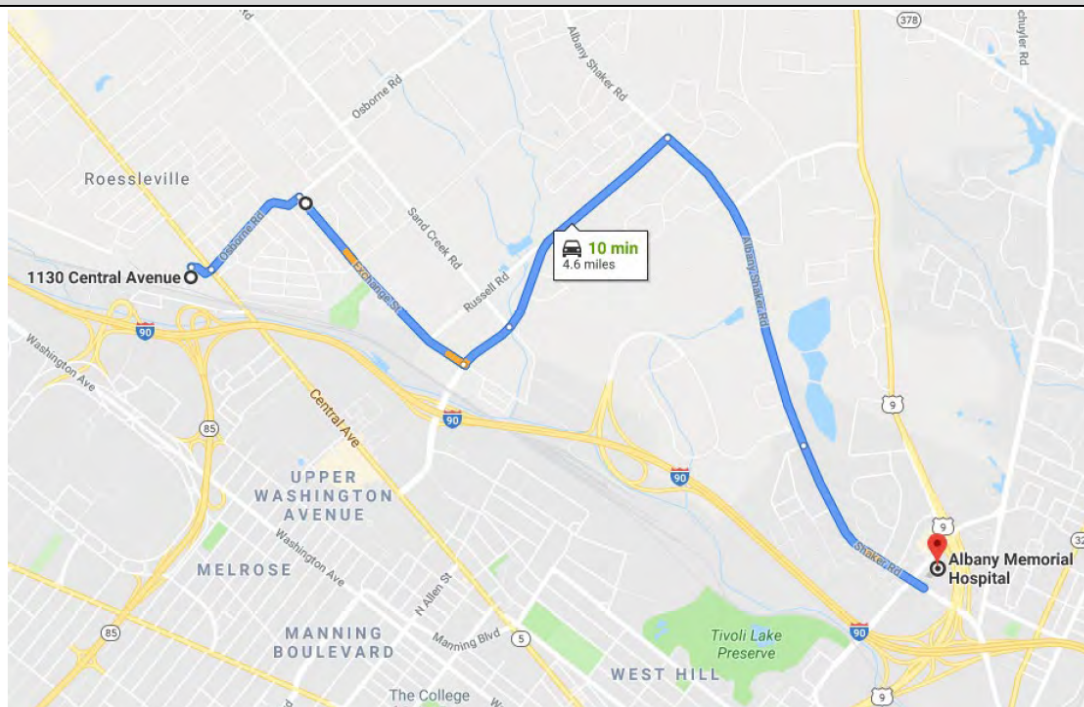 378
chuyler Rd
Albany Shaker Rd
Osborne Rd
Roessleville
Osborne Rd
Sand Creek Rd
10 min
4.6 miles
Albany Shaker Rd
1130 Central Avenue
Exchange St
Russell Rd
90
Washington Ave
Central Ave
9
85
90
90
UPPER
WASHINGTON
AVENUE
9
Shaker Rd
Albany Memorial
Hospital
32
Washington Ave
MELROSE
N Allen St
85
MANNING
BOULEVARD
Manning Blvd
5
Tivoli Lake
Preserve
90
WEST HILL
The College
9